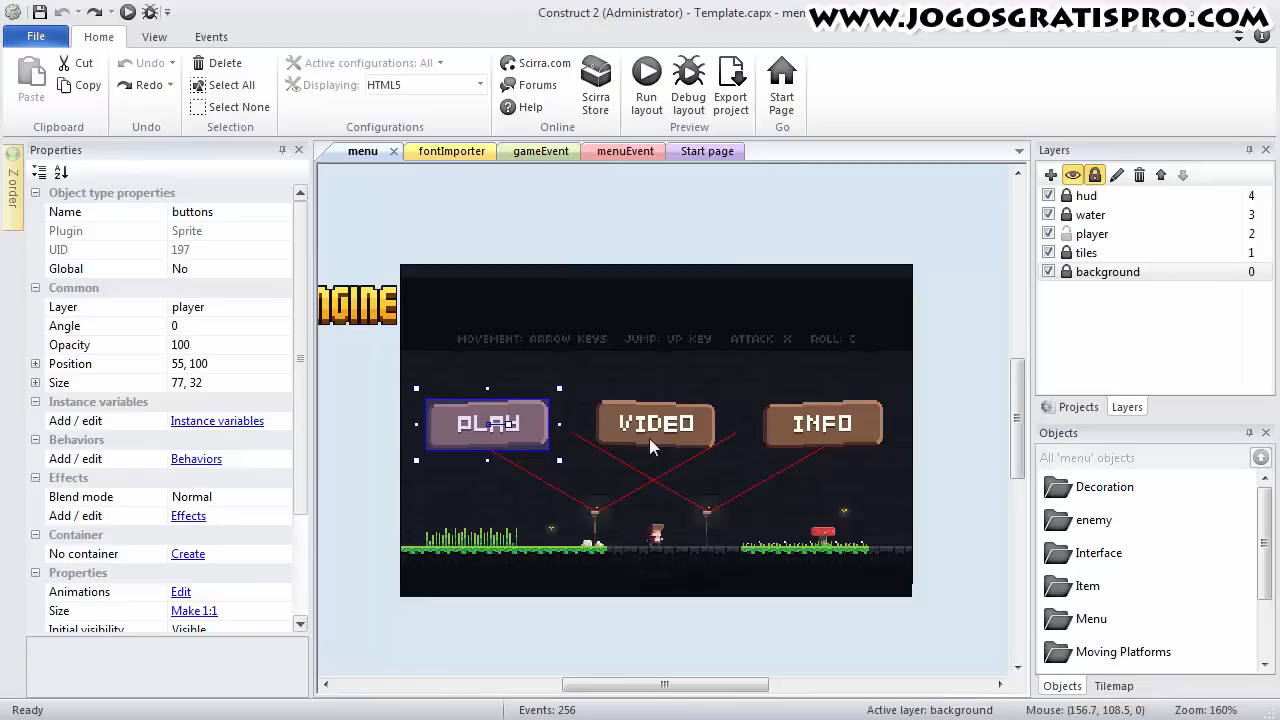 Construct 2 (Administrator) - Template.capx - men
www.JOGOSGRATISPRO.com
File
Home
View
Events
Paste
Cut
Copy
Clipboard
Undo
Redo
Undo
Delete
Select All
Select None
Selection
Active configurations: All
Displaying:
HTML5
Configurations
Scirra.com
Forums
Help
Scirra Store
Online
Run layout
Debug layout
Export project
Preview
Start Page
Go
Z order
Properties
Object type properties
Name buttons
Plugin Sprite
UID 197
Global No
Common
Layer player
Angle 0
Opacity 100
Position 55, 100
Size 77, 32
Instance variables
Add / edit Instance variables
Behaviors
Add / edit Behaviors
Effects
Blend mode Normal
Add / edit Effects
Container
No container Create
Properties
Animations Edit
Size Make 1:1
Initial visibility Visible
menu
fontImporter
gameEvent
menuEvent
Start page
NGINE
MOVEMENT: ARROW KEYS JUMP: UP KEY ATTACK: X ROLL: C
PLAY
VIDEO
INFO
Layers
hud 4
water 3
player 2
tiles 1
background 0
Projects
Layers
Objects
All 'menu' objects
Decoration
enemy
Interface
Item
Menu
Moving Platforms
Objects
Tilemap
Ready
Events: 256
Active layer: background
Mouse: (156.7, 108.5, 0)
Zoom: 160%